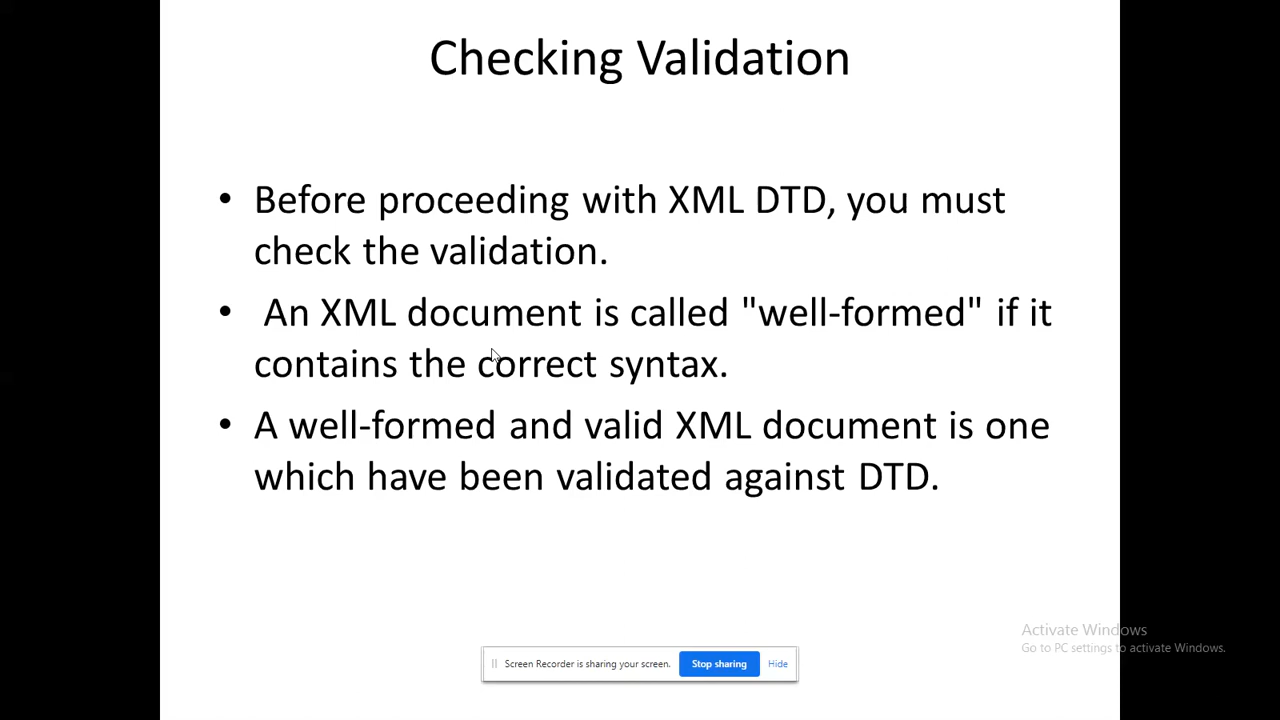 Checking Validation
• Before proceeding with XML DTD, you must
check the validation.
• An XML document is called "well-formed" if it
contains the correct syntax.
• A well-formed and valid XML document is one
which have been validated against DTD.
Activate Windows
Go to PC settings to activate Windows.
Screen Recorder is sharing your screen. Stop sharing Hide